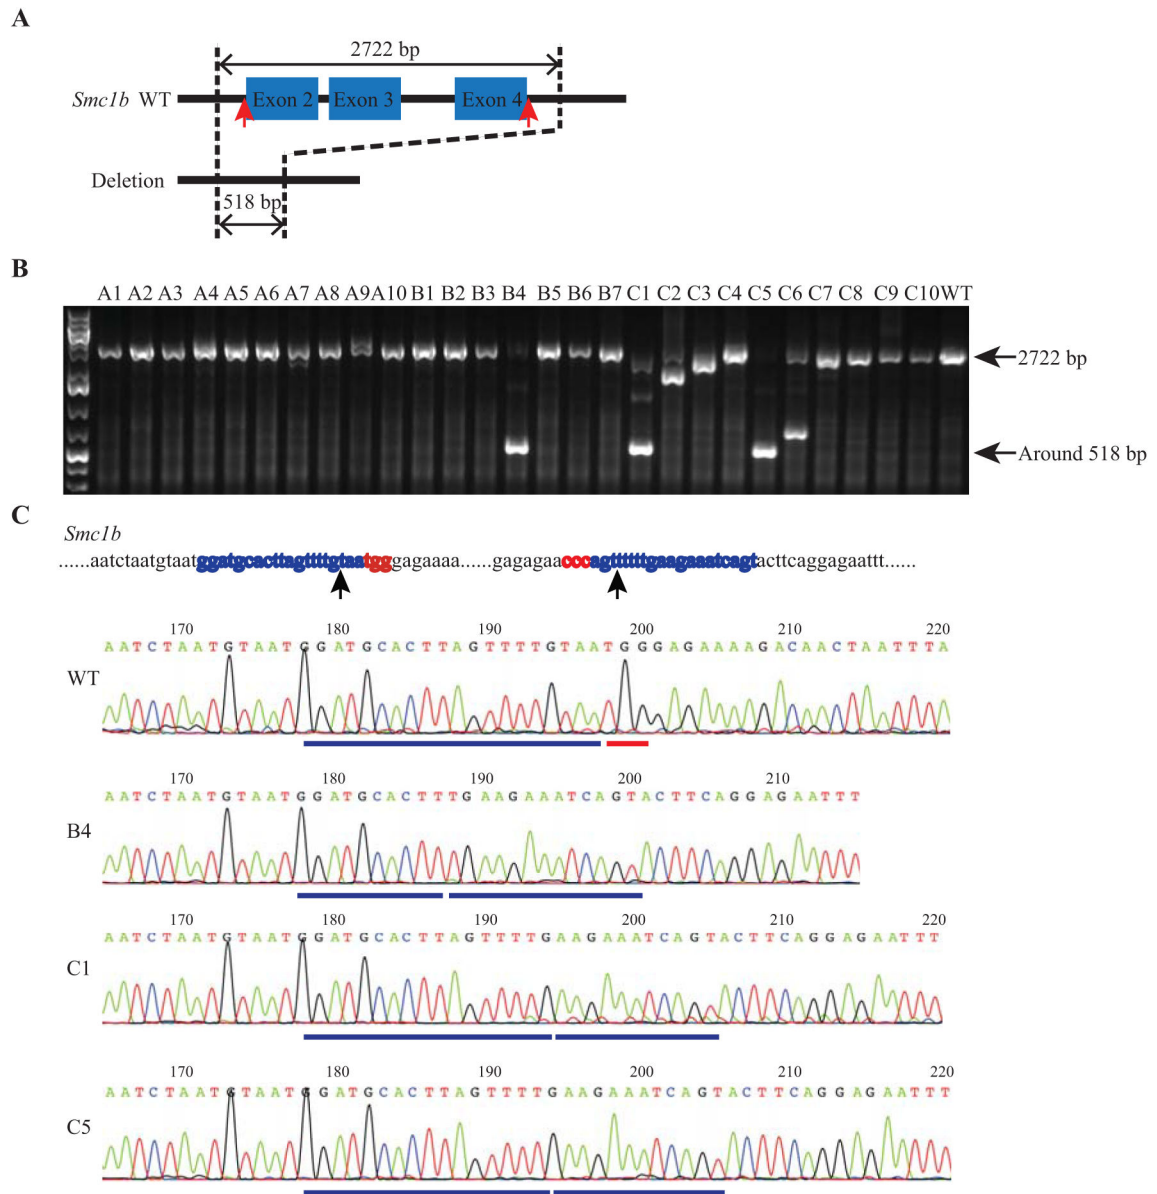 A
2722 bp
Smc1b WT
Exon 2 Exon 3 Exon 4
Deletion
518 bp
B
A1 A2 A3 A4 A5 A6 A7 A8 A9 A10 B1 B2 B3 B4 B5 B6 B7 C1 C2 C3 C4 C5 C6 C7 C8 C9 C10 WT
2722 bp
Around 518 bp
C
Smc1b
......aatctaatgtaatggatgcacttagttttgtaatgggagaaaa......gagagaacccagttttttgaagaaatcagtacttcaggagaattt......
170 180 190 200 210 220
AATCTAATGTAATGGATGCACTTAGTTTTGTAATGGGAGAAAAGACAACTAATTTA
WT
170 180 190 200 210
AATCTAATGTAATGGATGCACTTTGAAGAAATCAGTACTTCAGGAGAATTT
B4
170 180 190 200 210 220
AATCTAATGTAATGGATGCACTTAGTTTTGAAGAAATCAGTACTTCAGGAGAATTT
C1
170 180 190 200 210 220
AATCTAATGTAATGGATGCACTTAGTTTTGAAGAAATCAGTACTTCAGGAGAATTT
C5